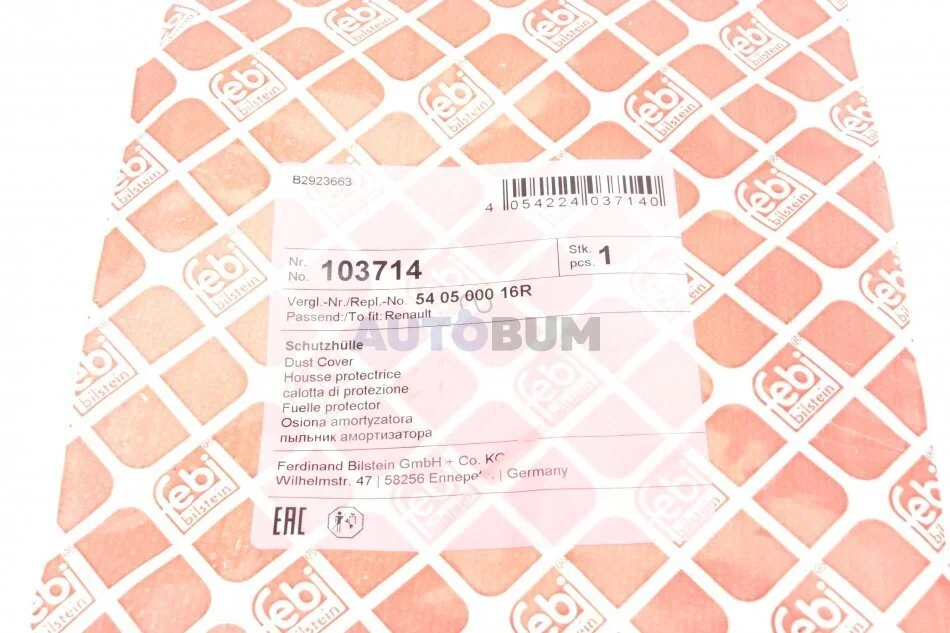 B2923663
4 054224 037140
Nr.
No. 103714
Stk.
pcs. 1
Vergl.-Nr./Repl.-No. 54 05 000 16R
Passend:/To fit: Renault
AUTOBUM
Schutzhülle
Dust Cover
Housse protectrice
calotta di protezione
Fuelle protector
Osiona amortyzatora
пыльник амортизатора
Ferdinand Bilstein GmbH + Co. KG
Wilhelmstr. 47 | 58256 | Germany
EAC
febi
bilstein